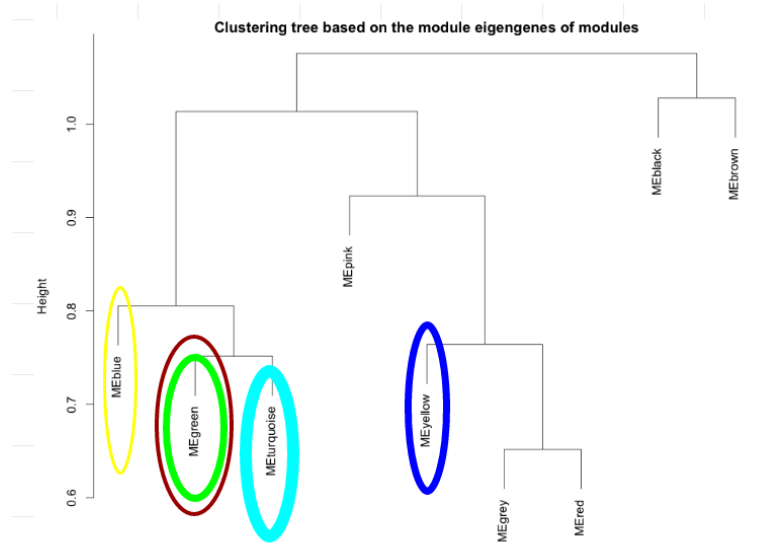 Clustering tree based on the module eigengenes of modules
Height
1.0
0.9
0.8
0.7
0.6
MEblue
MEgreen
MEturquoise
MEpink
MEyellow
MEgrey
MEred
MEblack
MEbrown